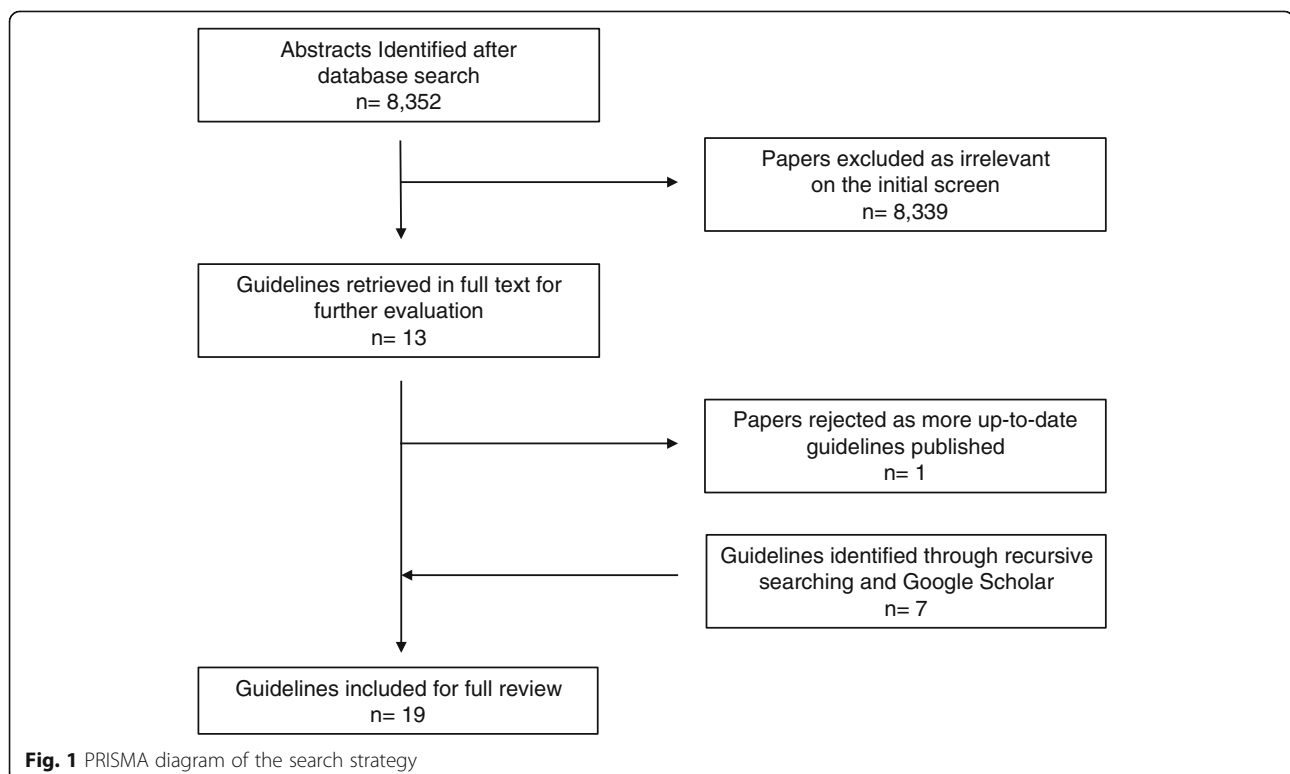 Abstracts Identified after
database search
n= 8,352
Papers excluded as irrelevant
on the initial screen
n= 8,339
Guidelines retrieved in full text for
further evaluation
n= 13
Papers rejected as more up-to-date
guidelines published
n= 1
Guidelines identified through recursive
searching and Google Scholar
n= 7
Guidelines included for full review
n= 19
Fig. 1 PRISMA diagram of the search strategy